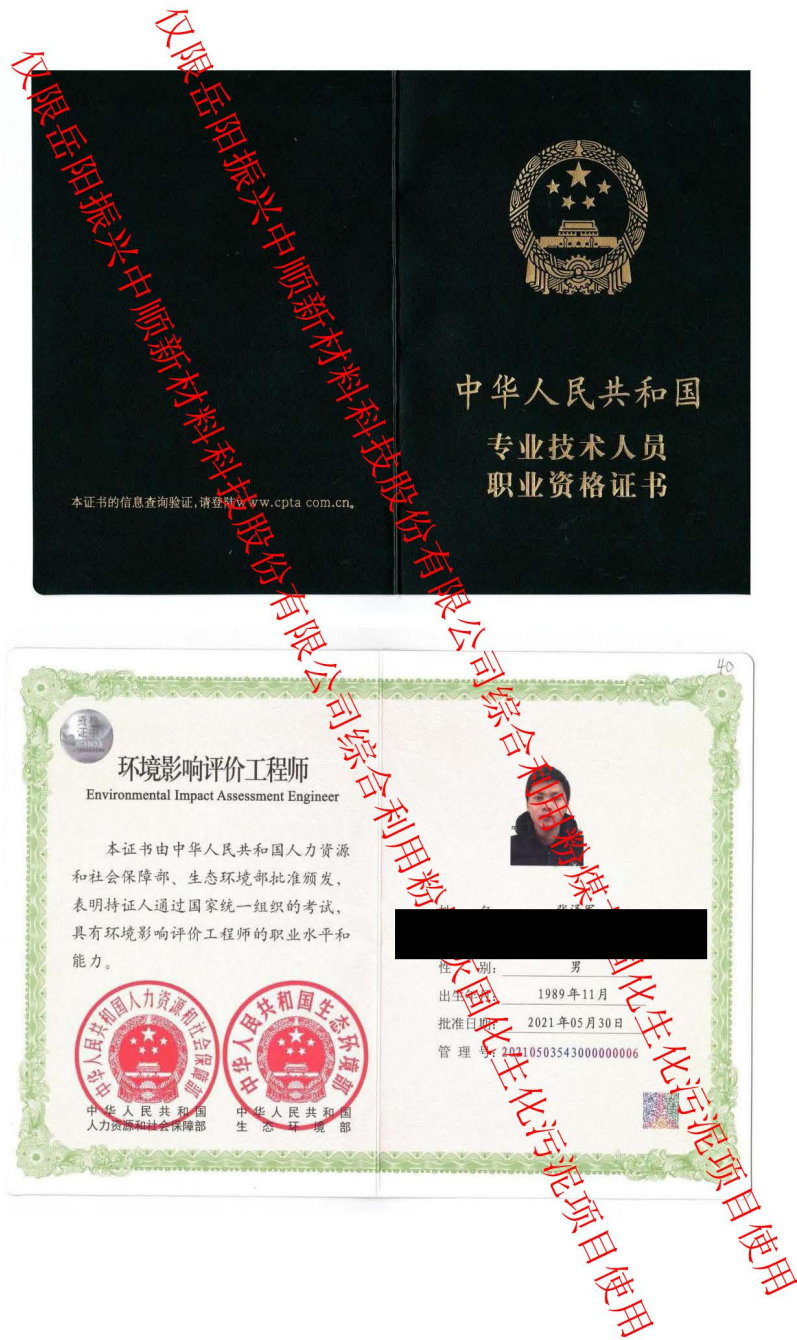 仅限岳阳振兴中顺新材料科技股份有限公司综合利用粉煤灰固化生化污泥项目使用
仅限岳阳振兴中顺新材料科技股份有限公司综合利用粉煤灰固化生化污泥项目使用
中华人民共和国
专业技术人员
职业资格证书
本证书的信息查询验证,请登陆www.cpta.com.cn。
40
环境影响评价工程师
Environmental Impact Assessment Engineer
本证书由中华人民共和国人力资源
和社会保障部、生态环境部批准颁发,
表明持证人通过国家统一组织的考试,
具有环境影响评价工程师的职业水平和
能力。
中华人民共和国人力资源和社会保障部
中华人民共和国生态环境部
中华人民共和国
人力资源和社会保障部
中华人民共和国
生态环境部
性别: 男
出生年月: 1989年11月
批准日期: 2021年05月30日
管理号: 20210503543000000006